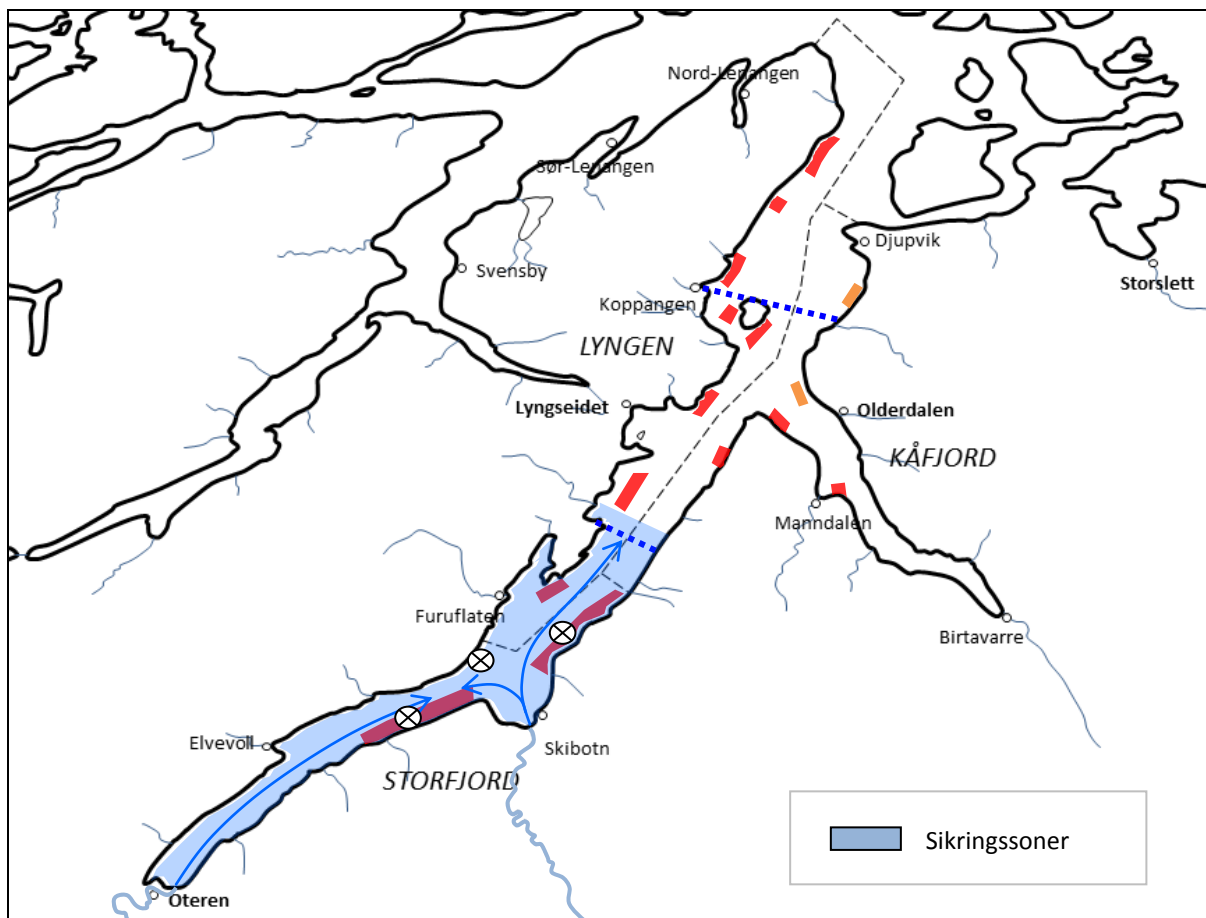 Nord-Lenangen
Sør-Lenangen
Djupvik
Svensby
Storslett
Koppangen
LYNGEN
Lyngseidet
Olderdalen
KÅFJORD
Manndalen
Furuflaten
Birtavarre
Elvevoll
Skibotn
STORFJORD
Sikringssoner
Oteren